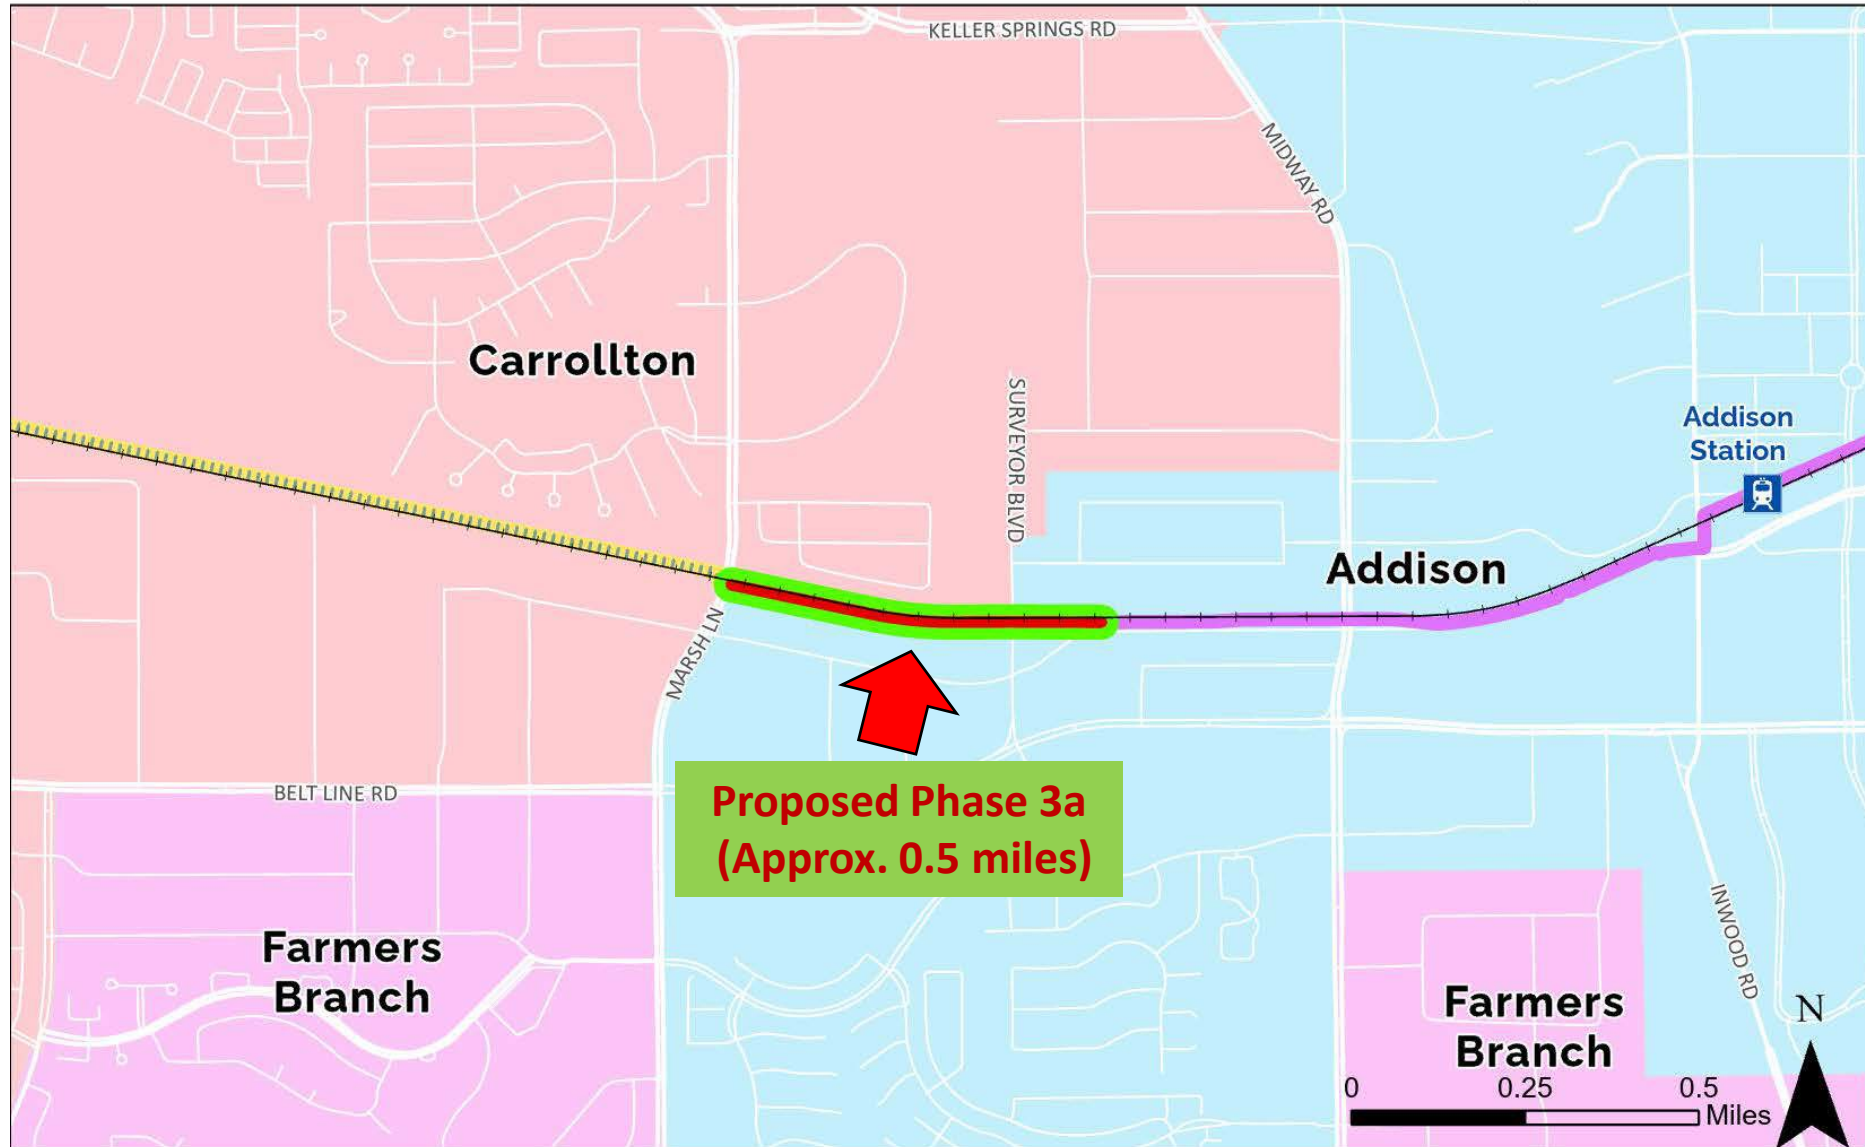 KELLER SPRINGS RD
MIDWAY RD
Carrollton
SURVEYOR BLVD
Addison
Station
Addison
MARSH LN
Proposed Phase 3a
(Approx. 0.5 miles)
BELT LINE RD
Farmers
Branch
INWOOD RD
Farmers
Branch
N
0 0.25 0.5
Miles